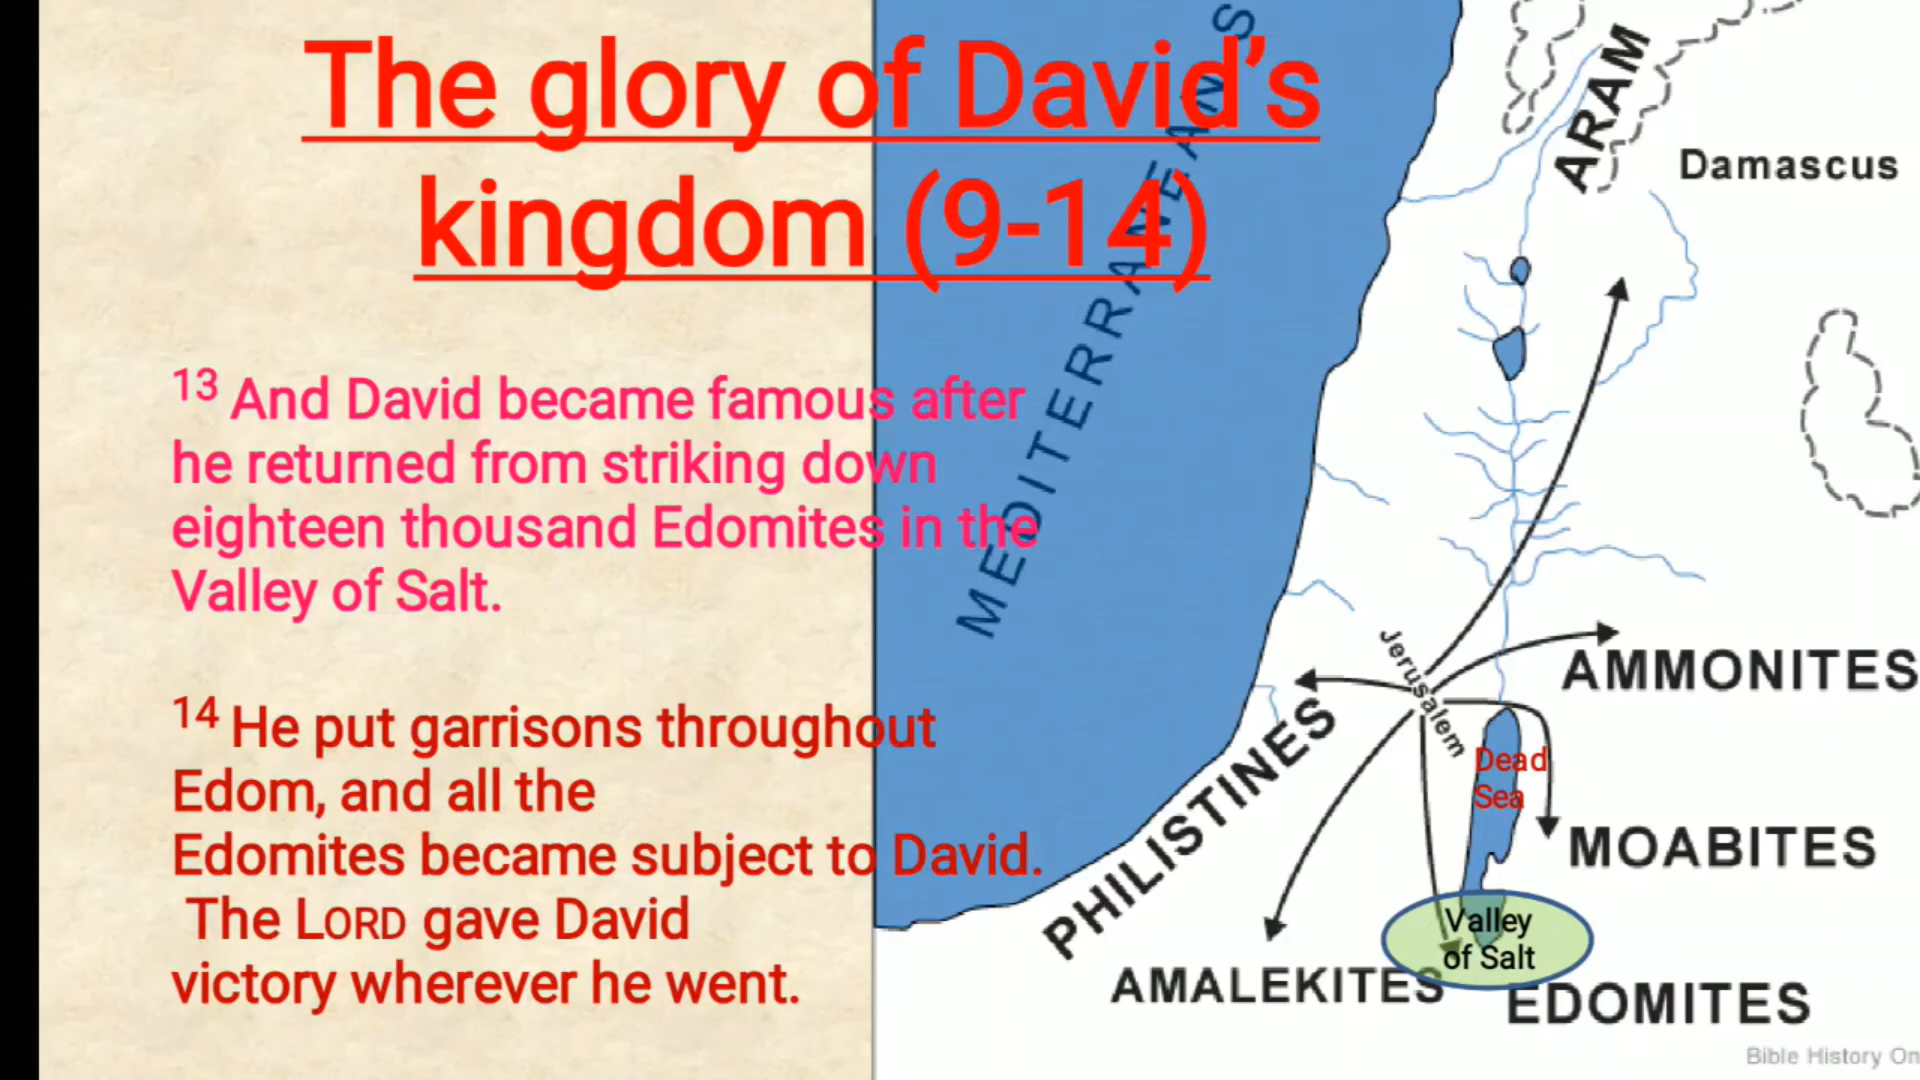 The glory of David’s
kingdom (9-14)
13 And David became famous after
he returned from striking down
eighteen thousand Edomites in the
Valley of Salt.
14 He put garrisons throughout
Edom, and all the
Edomites became subject to David.
The LORD gave David
victory wherever he went.
MEDITERRANEAN S
ARAM
Damascus
Jerusalem
AMMONITES
PHILISTINES
Dead
Sea
MOABITES
Valley
of Salt
AMALEKITES
EDOMITES
Bible History On